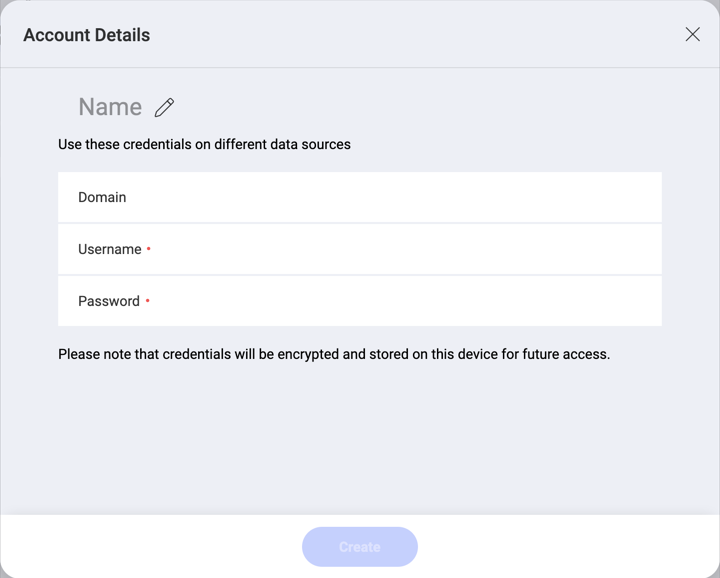 Account Details
Name
Use these credentials on different data sources
Domain
Username •
Password •
Please note that credentials will be encrypted and stored on this device for future access.
Create